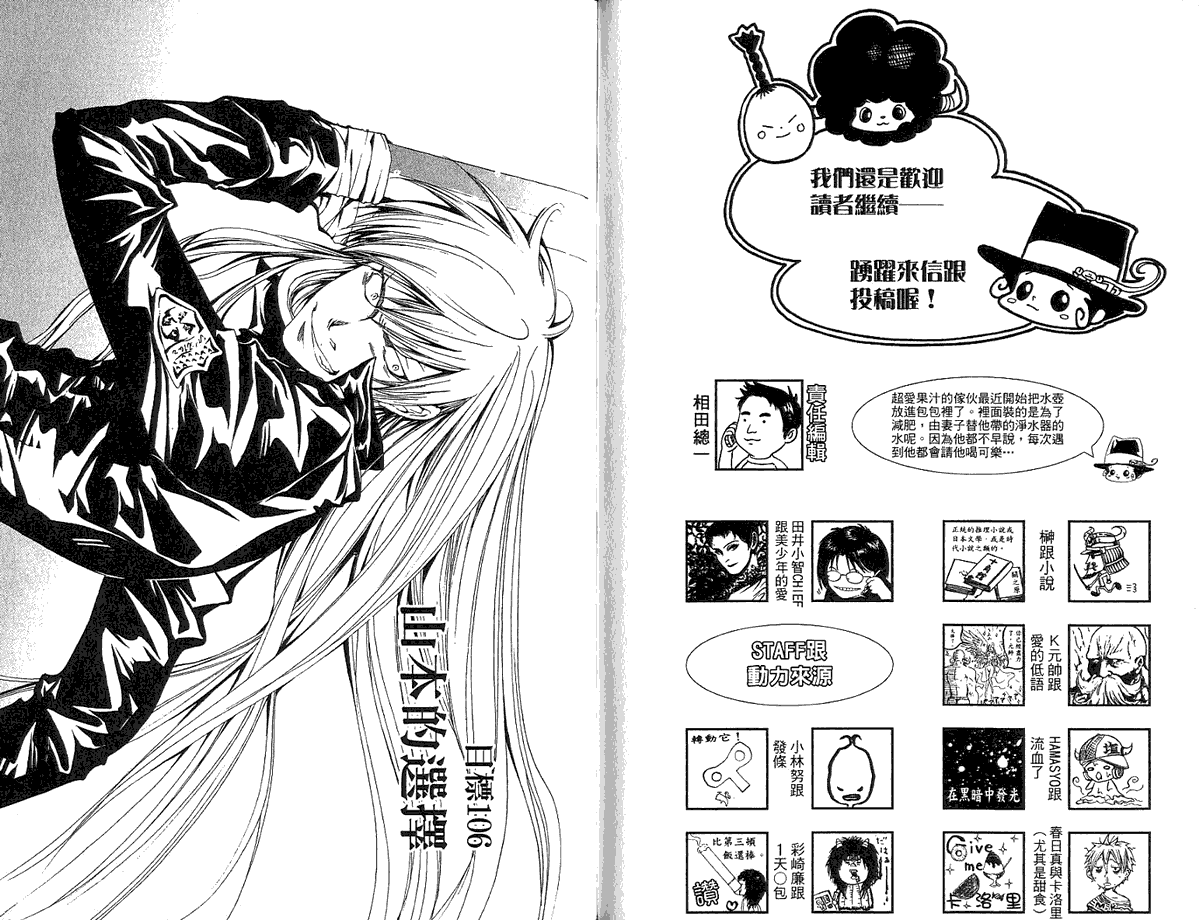 我們還是歡迎
讀者繼續——
踴躍來信跟
投稿喔！
責任編輯
相田總一
超愛果汁的傢伙最近開始把水壺
放進包包裡了。裡面裝的是為了
減肥，由妻子替他帶的淨水器的
水呢。因為他都不早說，每次遇
到他都會請他喝可樂…
榊跟小說
正統的推理小說或
日本文學，或是時
代小說之類的。
田井小智CHIEF
跟美少年的愛
K元帥跟
愛的低語
STAFF跟
動力來源
HAMASYO跟
流血了
塩
在黑暗中發光
小林努跟
發條
轉動它！
春日真與卡洛里
（尤其是甜食）
Give
me
卡洛里
彩崎廉跟
1天〇包
比第三頓
飯還棒。
讚
目標106
山本的選擇